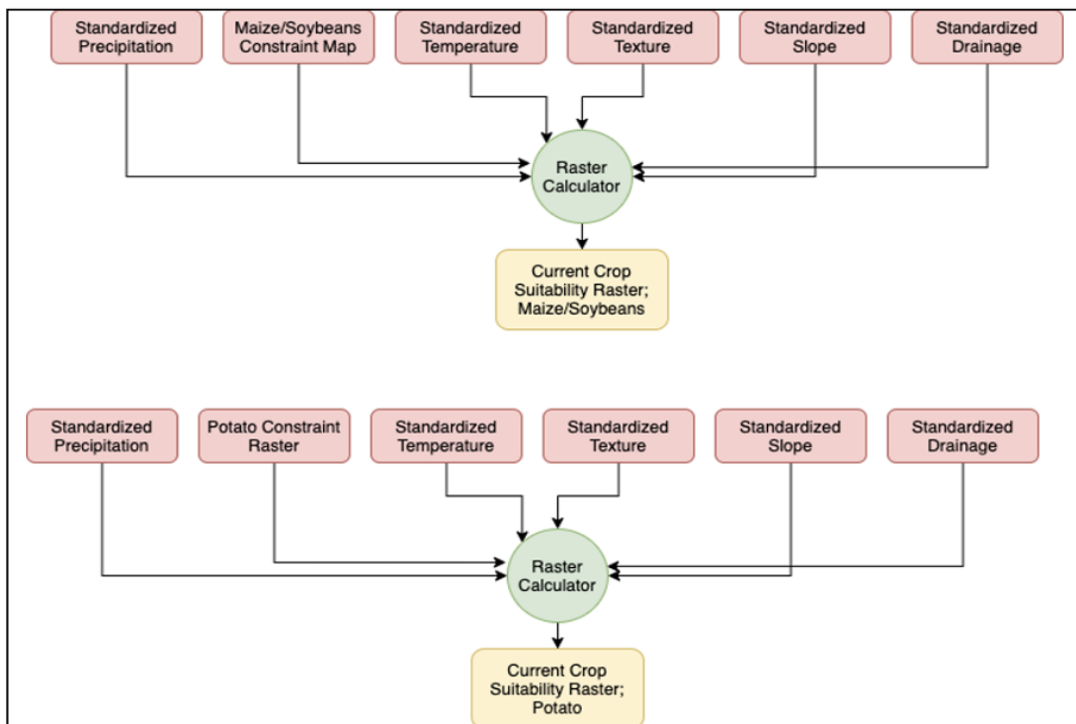 Standardized
Precipitation
Maize/Soybeans
Constraint Map
Standardized
Temperature
Standardized
Texture
Standardized
Slope
Standardized
Drainage
Raster
Calculator
Current Crop
Suitability Raster;
Maize/Soybeans
Standardized
Precipitation
Potato Constraint
Raster
Standardized
Temperature
Standardized
Texture
Standardized
Slope
Standardized
Drainage
Raster
Calculator
Current Crop
Suitability Raster;
Potato